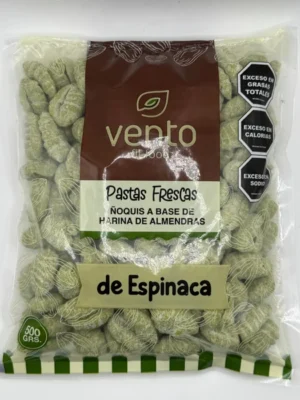 EXCESO EN
GRASAS
TOTALES
vento
EXCESO EN
CALORÍAS
EXCESO EN
SODIO
Pastas Frescas
ÑOQUIS A BASE DE
HARINA DE ALMENDRAS
de Espinaca
500
GRS.